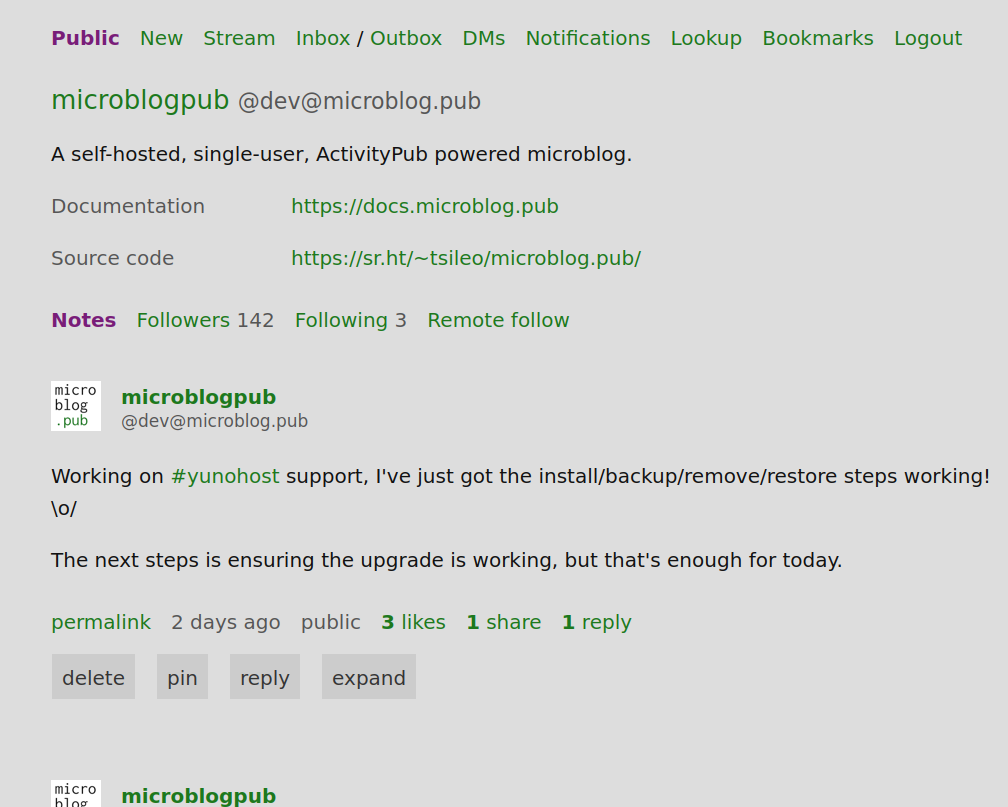 Public New Stream Inbox / Outbox DMs Notifications Lookup Bookmarks Logout
microblogpub @dev@microblog.pub
A self-hosted, single-user, ActivityPub powered microblog.
Documentation https://docs.microblog.pub
Source code https://sr.ht/~tsileo/microblog.pub/
Notes Followers 142 Following 3 Remote follow
micro
blog
.pub
microblogpub
@dev@microblog.pub
Working on #yunohost support, I've just got the install/backup/remove/restore steps working!
\o/
The next steps is ensuring the upgrade is working, but that's enough for today.
permalink 2 days ago public 3 likes 1 share 1 reply
delete pin reply expand
micro
blog
microblogpub